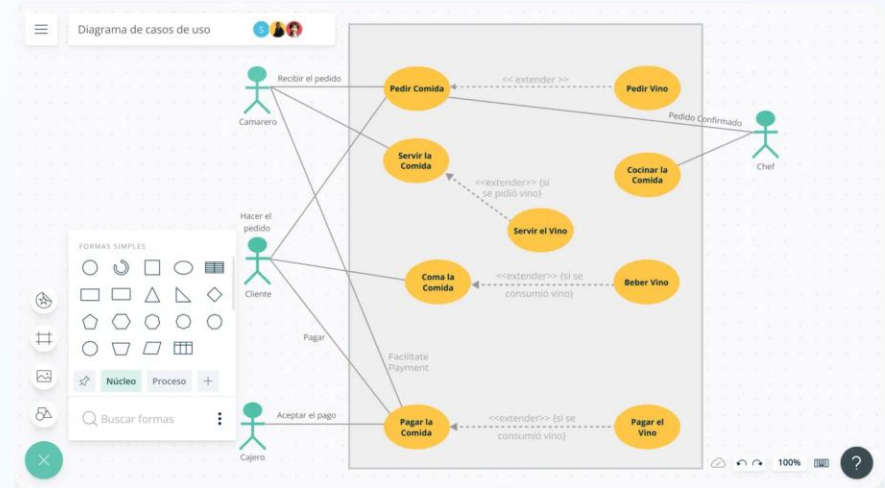 Diagrama de casos de uso
S
Recibir el pedido
Camarero
Pedir Comida
<< extender >>
Pedir Vino
Pedido Confirmado
Chef
Servir la
Comida
<<extender>> (si
se pidió vino)
Cocinar la
Comida
Servir el Vino
Hacer el
pedido
Cliente
Coma la
Comida
<<extender>> (si se
consumió vino)
Beber Vino
Pagar
Facilitate
Payment
Aceptar el pago
Cajero
Pagar la
Comida
<<extender>> (si se
consumió vino)
Pagar el
Vino
FORMAS SIMPLES
Núcleo
Proceso
+
Buscar formas
100%
?